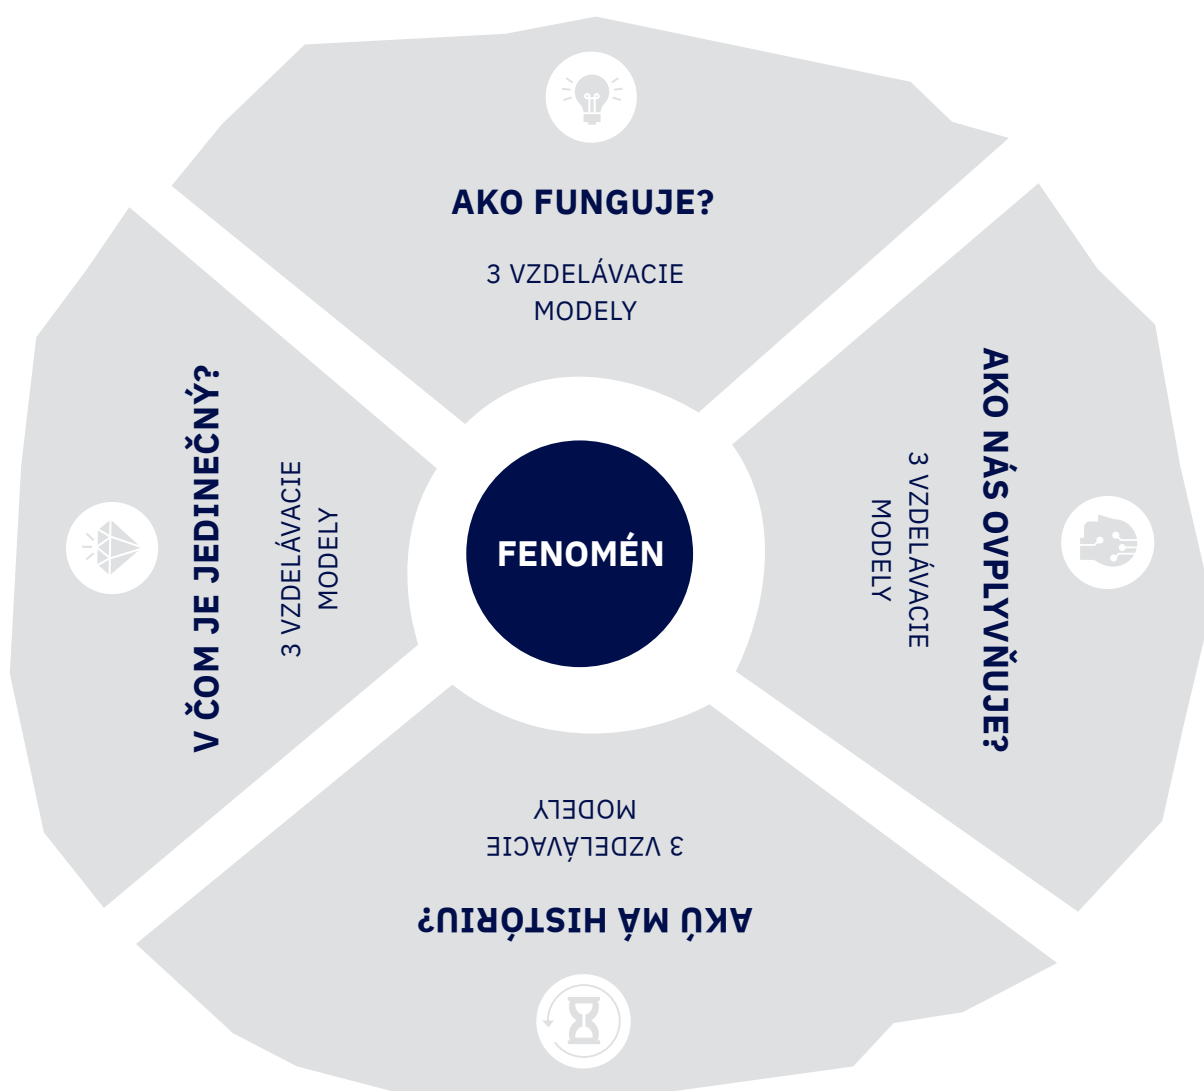 AKO FUNGUJE?
3 VZDELÁVACIE
MODELY
AKO NÁS OVPLYVŇUJE?
3 VZDELÁVACIE
MODELY
AKÚ MÁ HISTÓRIU?
3 VZDELÁVACIE
MODELY
V ČOM JE JEDINEČNÝ?
3 VZDELÁVACIE
MODELY
FENOMÉN